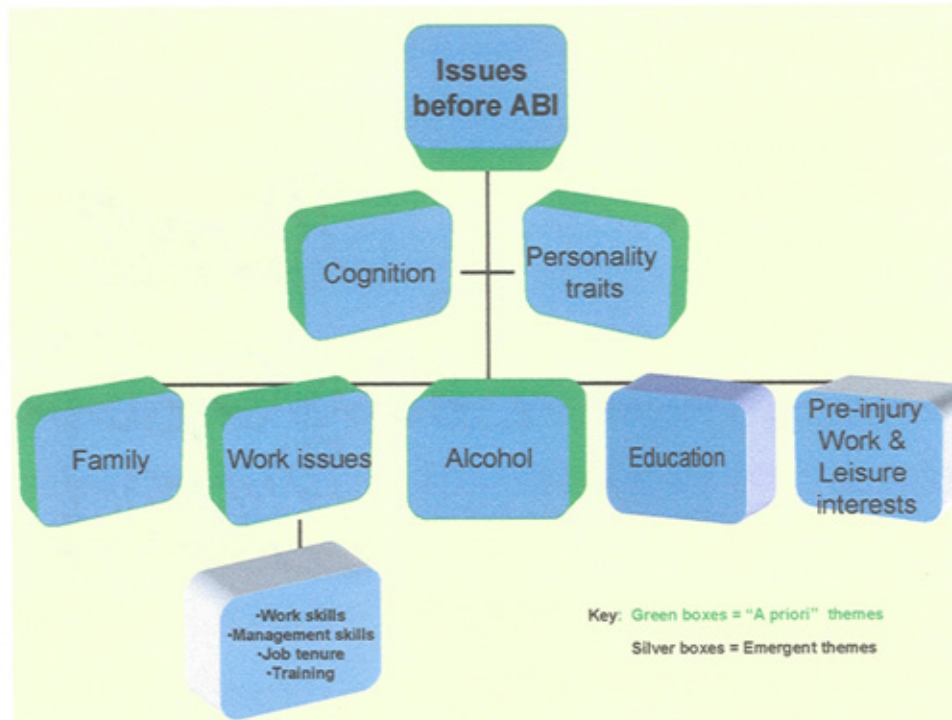 Issues
before ABI
Cognition
Personality
traits
Family
Work issues
Alcohol
Education
Pre-injury
Work &
Leisure
interests
•Work skills
•Management skills
•Job tenure
•Training
Key: Green boxes = “A priori” themes
Silver boxes = Emergent themes